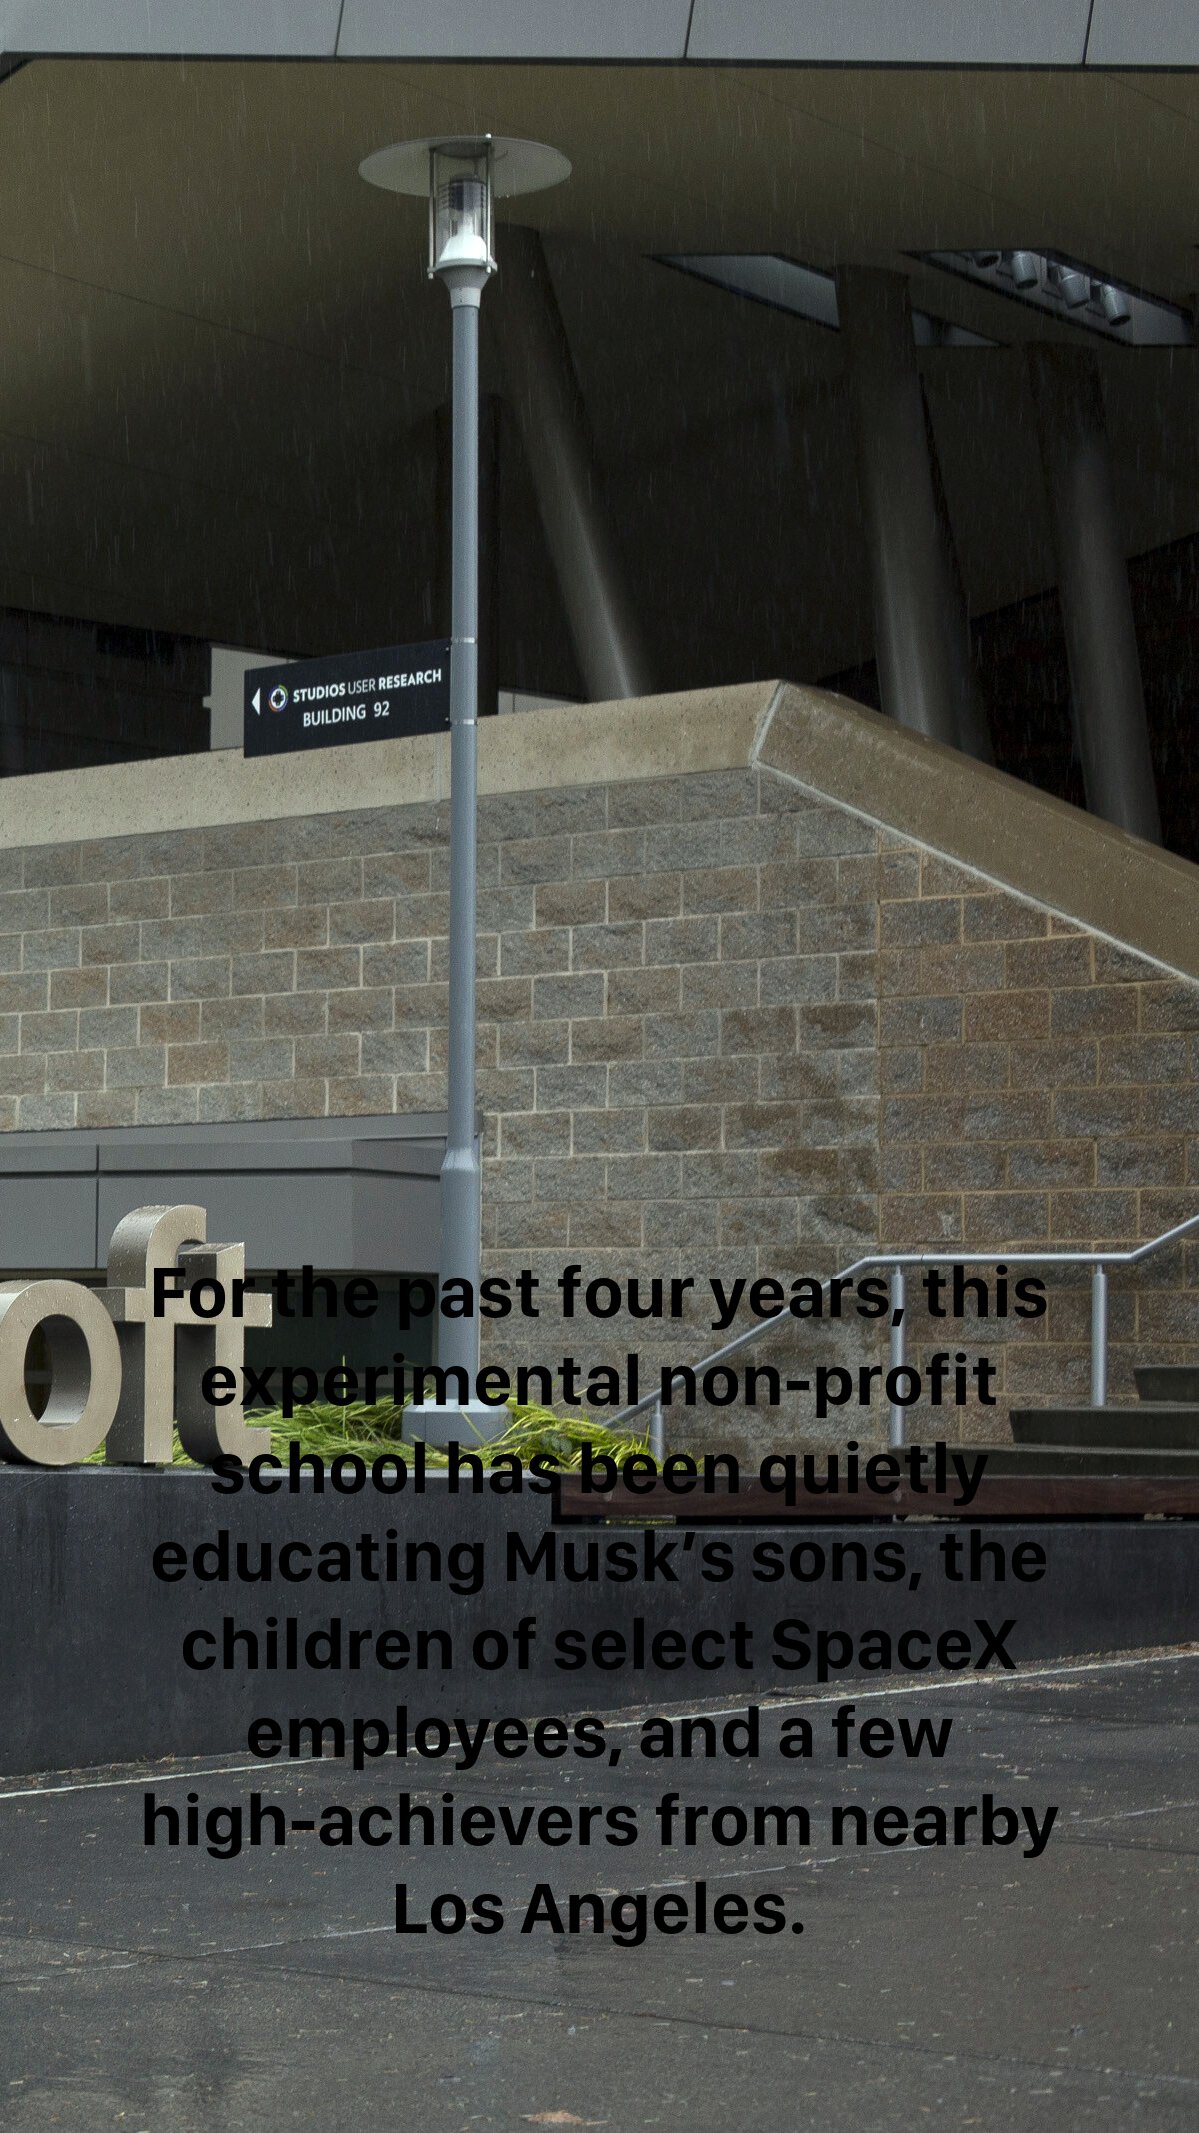 STUDIOS USER RESEARCH
BUILDING 92
oft
For the past four years, this
experimental non-profit
school has been quietly
educating Musk’s sons, the
children of select SpaceX
employees, and a few
high-achievers from nearby
Los Angeles.